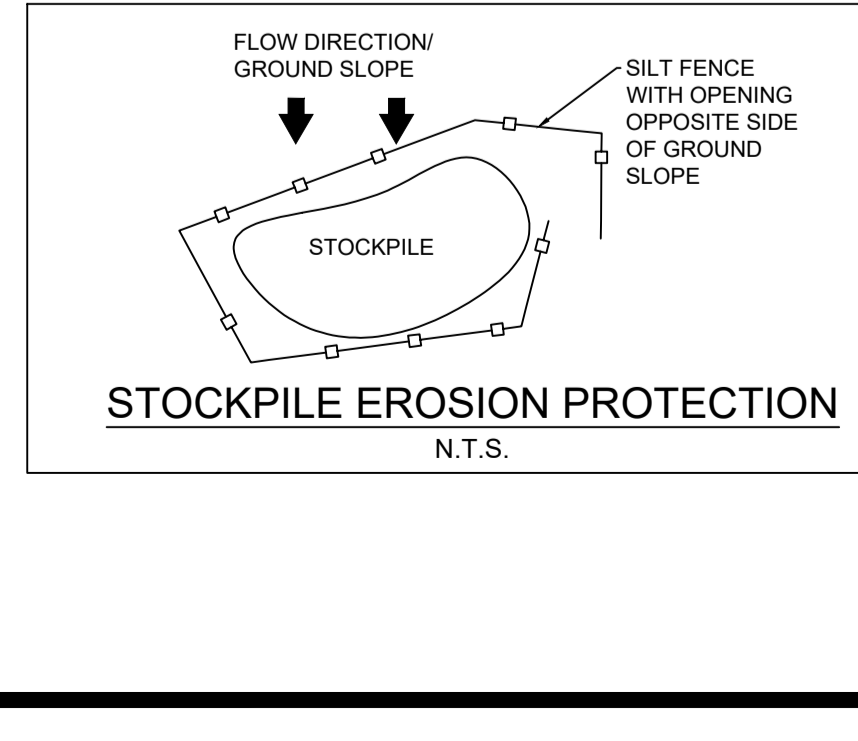 FLOW DIRECTION/
GROUND SLOPE
SILT FENCE
WITH OPENING
OPPOSITE SIDE
OF GROUND
SLOPE
STOCKPILE
STOCKPILE EROSION PROTECTION
N.T.S.